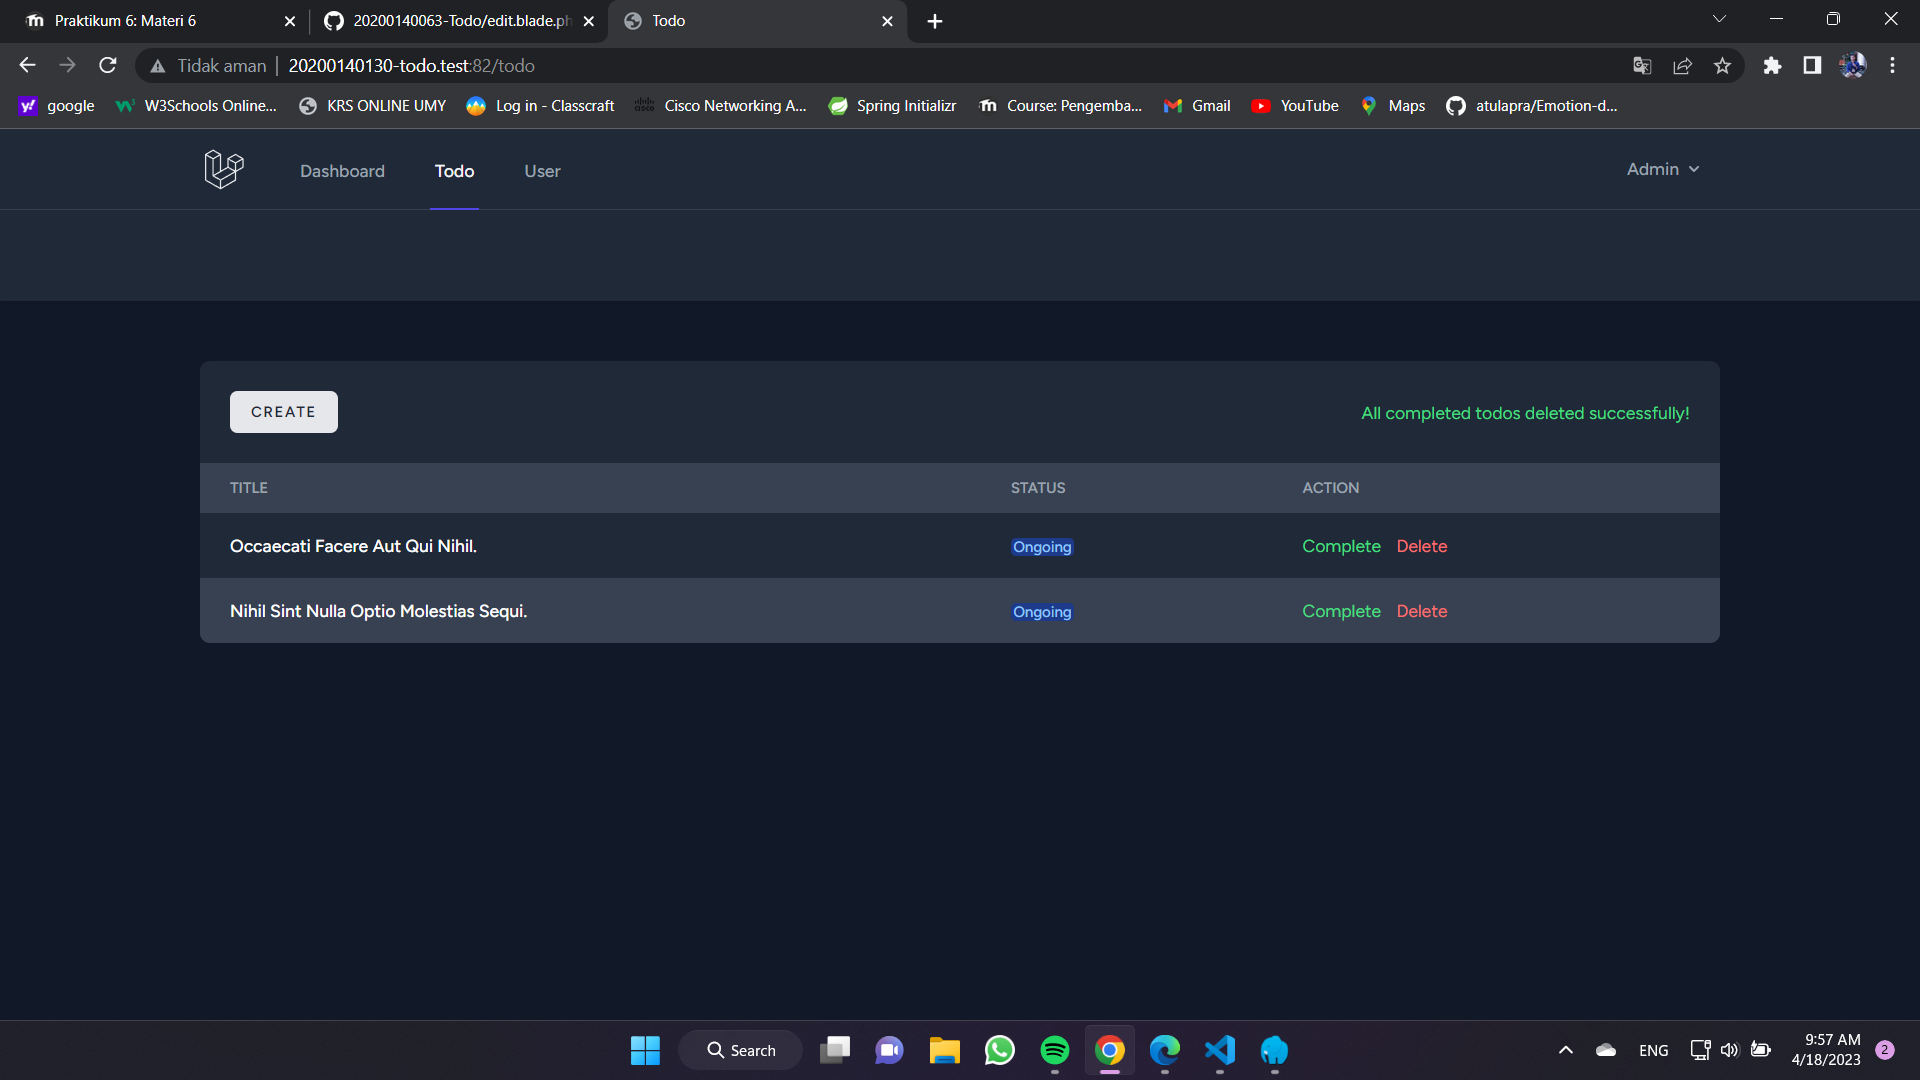 Praktikum 6: Materi 6
20200140063-Todo/edit.blade.ph
Todo
Tidak aman
20200140130-todo.test:82/todo
google
W3Schools Online...
KRS ONLINE UMY
Log in - Classcraft
Cisco Networking A...
Spring Initializr
Course: Pengemba...
Gmail
YouTube
Maps
atulapra/Emotion-d...
Dashboard
Todo
User
Admin
CREATE
All completed todos deleted successfully!
TITLE STATUS ACTION
Occaecati Facere Aut Qui Nihil. Ongoing Complete Delete
Nihil Sint Nulla Optio Molestias Sequi. Ongoing Complete Delete
Search
ENG
9:57 AM
4/18/2023
2